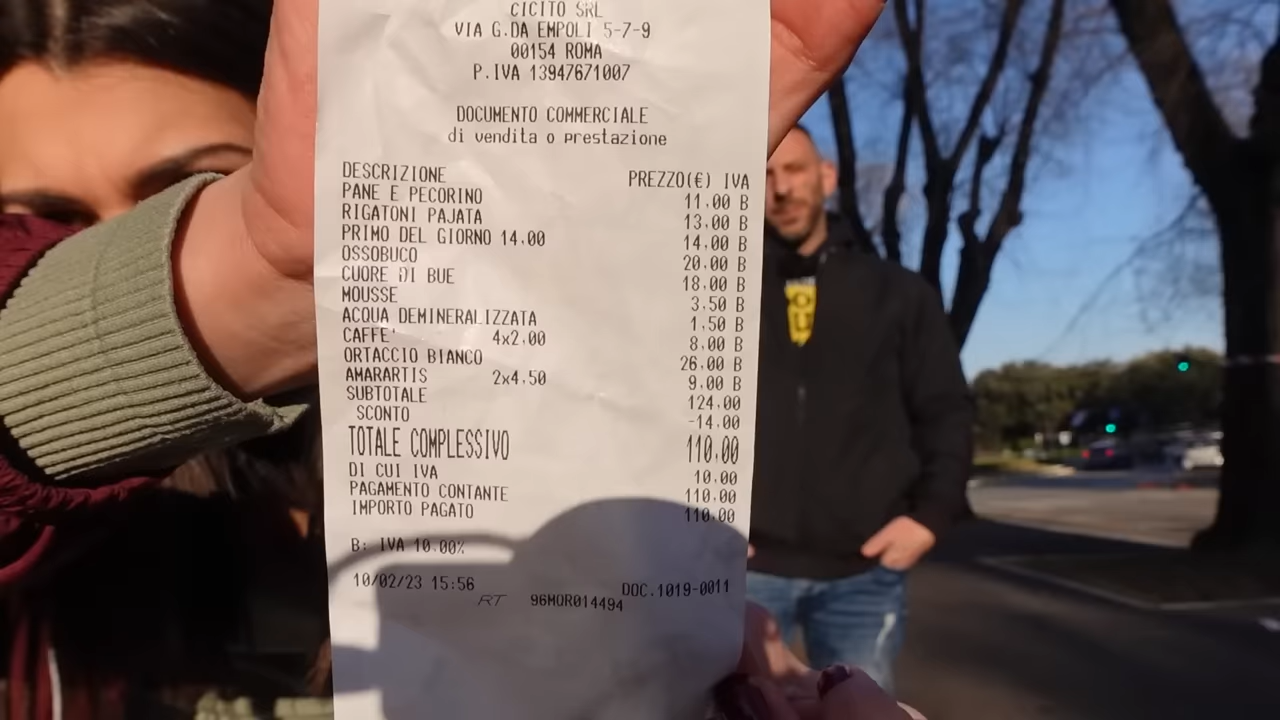 CICITO SRL
VIA G.DA EMPOLI 5-7-9
00154 ROMA
P.IVA 13947671007
DOCUMENTO COMMERCIALE
di vendita o prestazione
DESCRIZIONE PREZZO(€) IVA
PANE E PECORINO 11.00 B
RIGATONI PAJATA 13.00 B
PRIMO DEL GIORNO 14.00 14.00 B
OSSOBUCO 20.00 B
CUORE DI BUE 18.00 B
MOUSSE 3.50 B
ACQUA DEMINERALIZZATA 1.50 B
CAFFE' 4x2.00 8.00 B
ORTACCIO BIANCO 26.00 B
AMARARTIS 2x4.50 9.00 B
SUBTOTALE 124.00
SCONTO -14.00
TOTALE COMPLESSIVO 110.00
DI CUI IVA 10.00
PAGAMENTO CONTANTE 110.00
IMPORTO PAGATO 110.00
B: IVA 10.00%
10/02/23 15:56 DOC.1019-0011
RT 96MOR014494